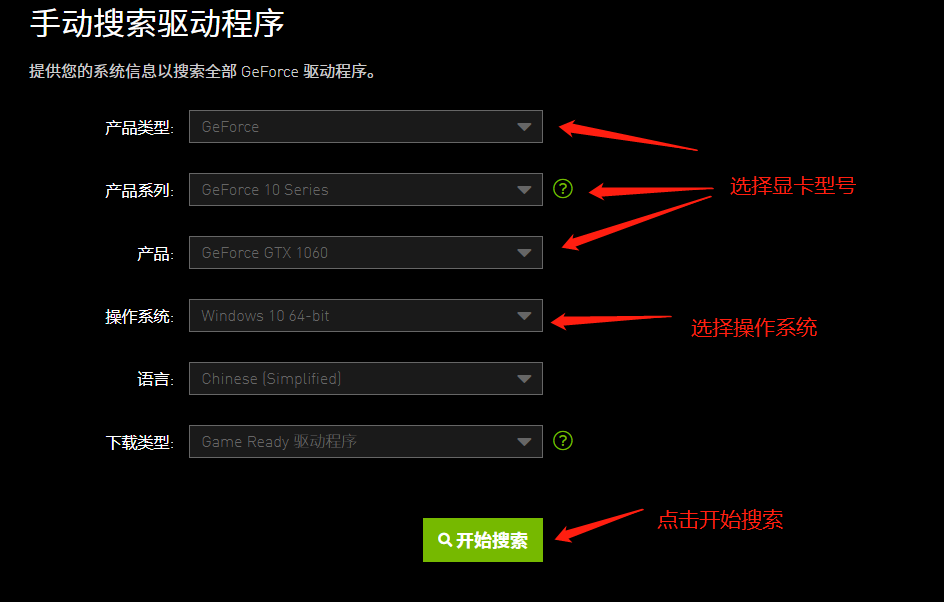 手动搜索驱动程序
提供您的系统信息以搜索全部 GeForce 驱动程序。
产品类型: GeForce
产品系列: GeForce 10 Series ?
选择显卡型号
产品: GeForce GTX 1060
操作系统: Windows 10 64-bit
选择操作系统
语言: Chinese (Simplified)
下载类型: Game Ready 驱动程序 ?
开始搜索
点击开始搜索